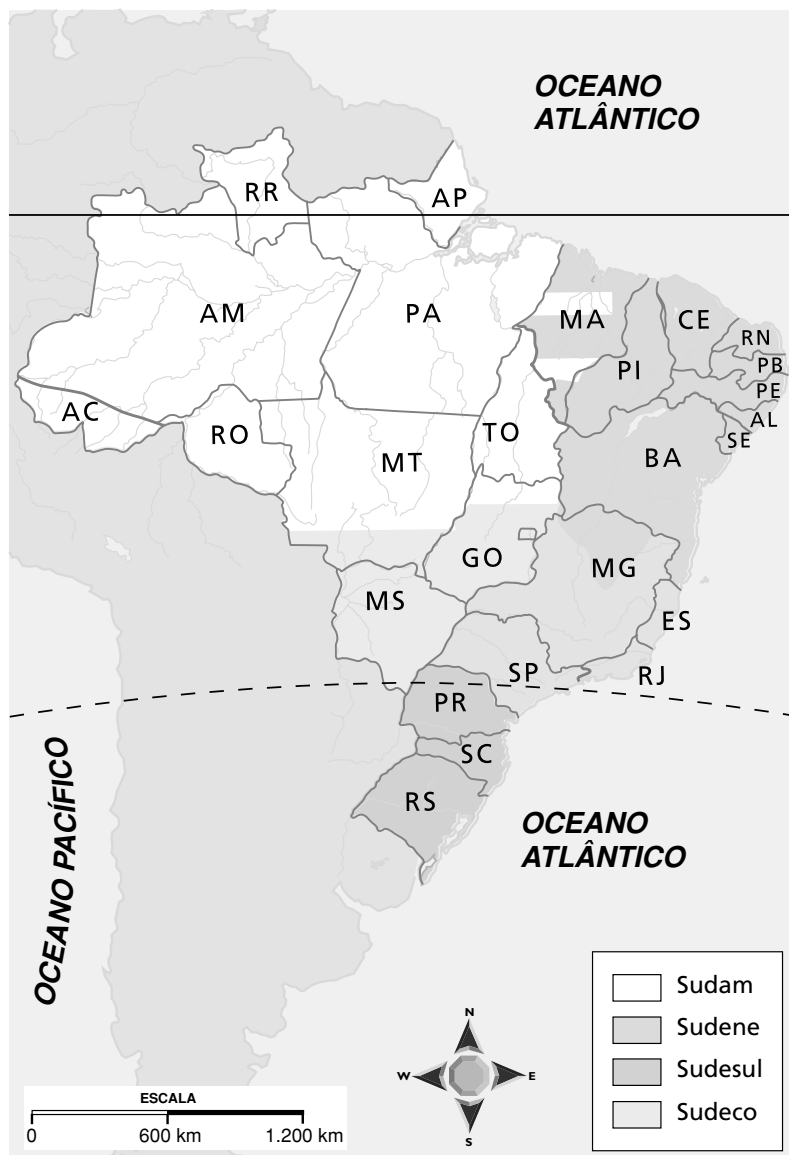 OCEANO
ATLÂNTICO
RR
AP
AM
PA
MA
CE
RN
PB
PI
PE
AL
SE
AC
RO
TO
MT
BA
GO
MG
MS
ES
SP
RJ
PR
SC
RS
OCEANO PACÍFICO
OCEANO
ATLÂNTICO
Sudam
Sudene
Sudesul
Sudeco
N
W
E
S
ESCALA
0
600 km
1.200 km